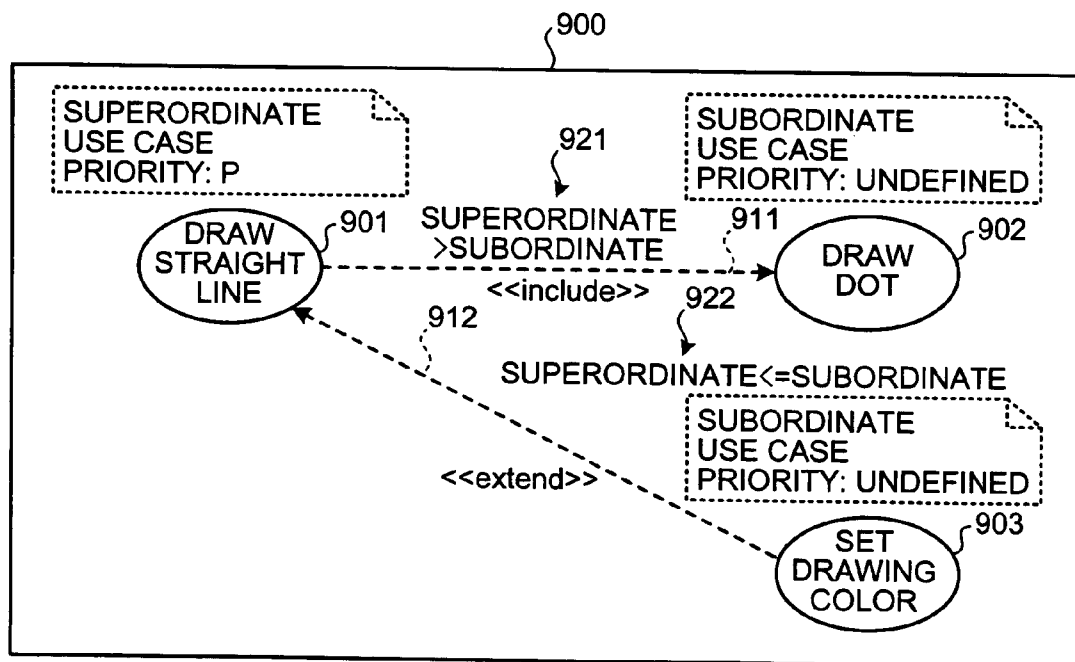 900
SUPERORDINATE
USE CASE
PRIORITY: P
SUBORDINATE
USE CASE
PRIORITY: UNDEFINED
921
SUPERORDINATE
>SUBORDINATE
911
901
DRAW
STRAIGHT
LINE
<<include>>
902
DRAW
DOT
912
922
SUPERORDINATE<=SUBORDINATE
SUBORDINATE
USE CASE
PRIORITY: UNDEFINED
<<extend>>
903
SET
DRAWING
COLOR